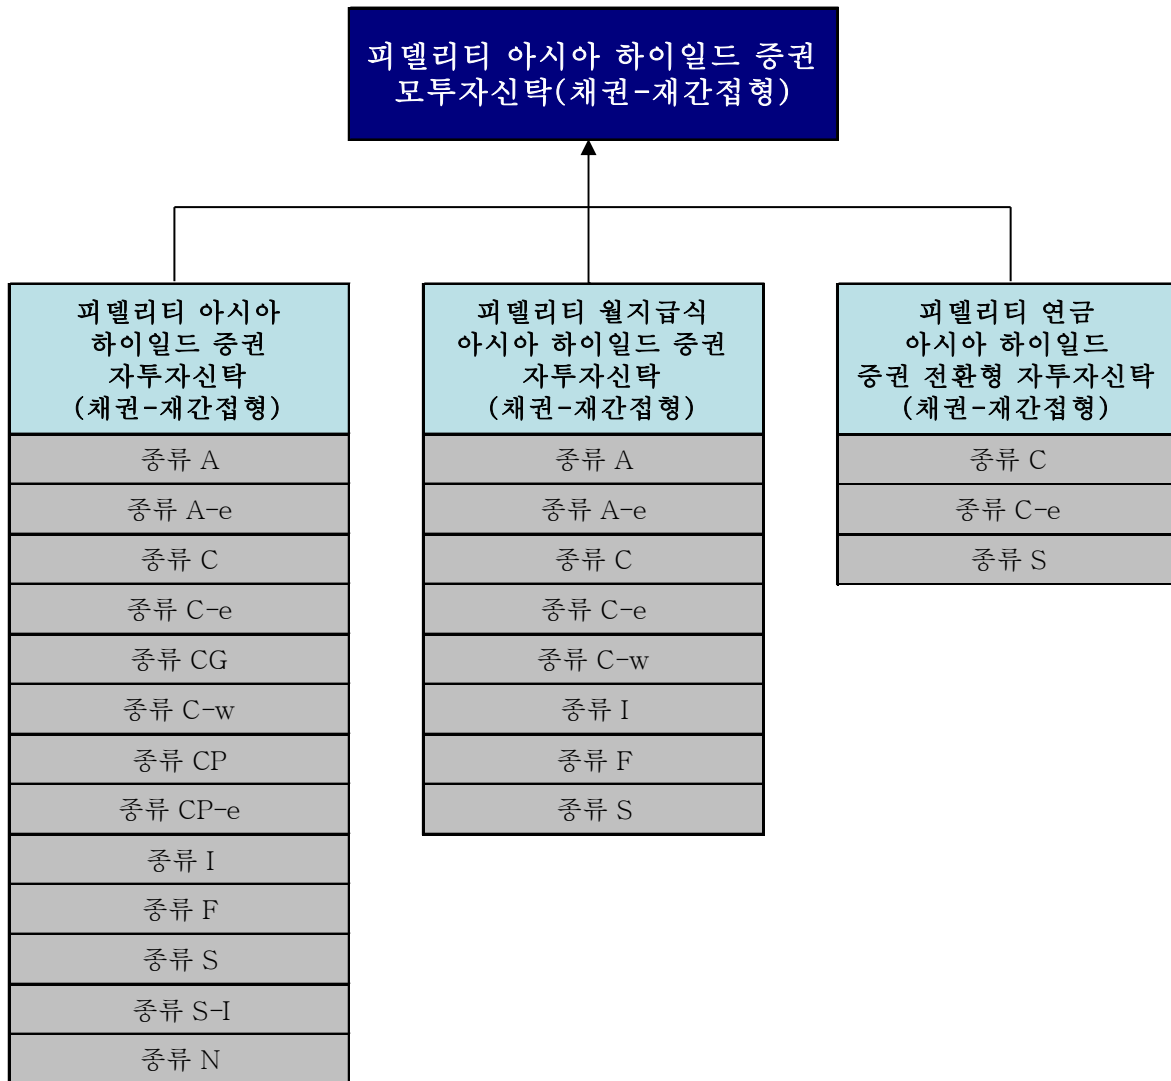 피델리티 아시아 하이일드 증권
모투자신탁(채권-재간접형)
피델리티 아시아
하이일드 증권
자투자신탁
(채권-재간접형)
종류 A
종류 A-e
종류 C
종류 C-e
종류 CG
종류 C-w
종류 CP
종류 CP-e
종류 I
종류 F
종류 S
종류 S-I
종류 N
피델리티 월지급식
아시아 하이일드 증권
자투자신탁
(채권-재간접형)
종류 A
종류 A-e
종류 C
종류 C-e
종류 C-w
종류 I
종류 F
종류 S
피델리티 연금
아시아 하이일드
증권 전환형 자투자신탁
(채권-재간접형)
종류 C
종류 C-e
종류 S